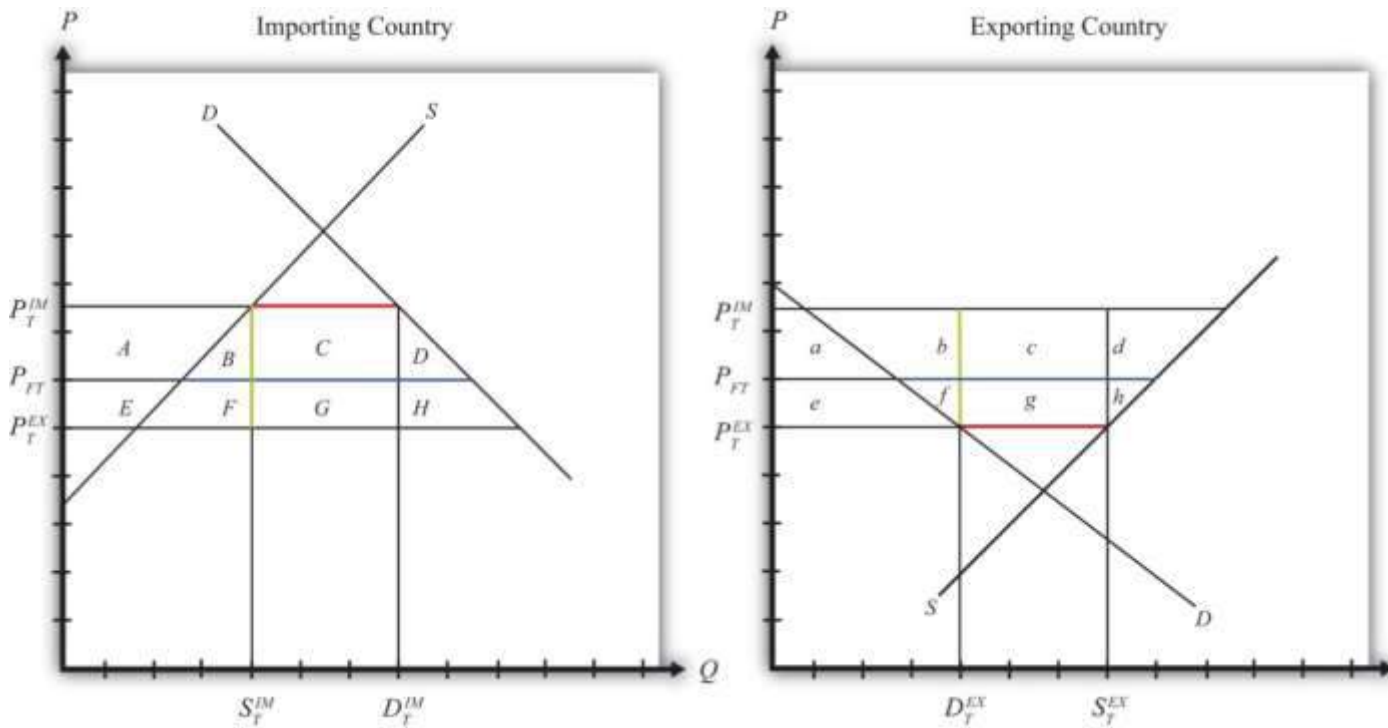 P Importing Country
D S
P_T^IM
A B C D
P_FT
E F G H
P_T^EX
Q
S_T^IM D_T^IM
P Exporting Country
P_T^IM
a b c d
P_FT
e f g h
P_T^EX
S D
D_T^EX S_T^EX